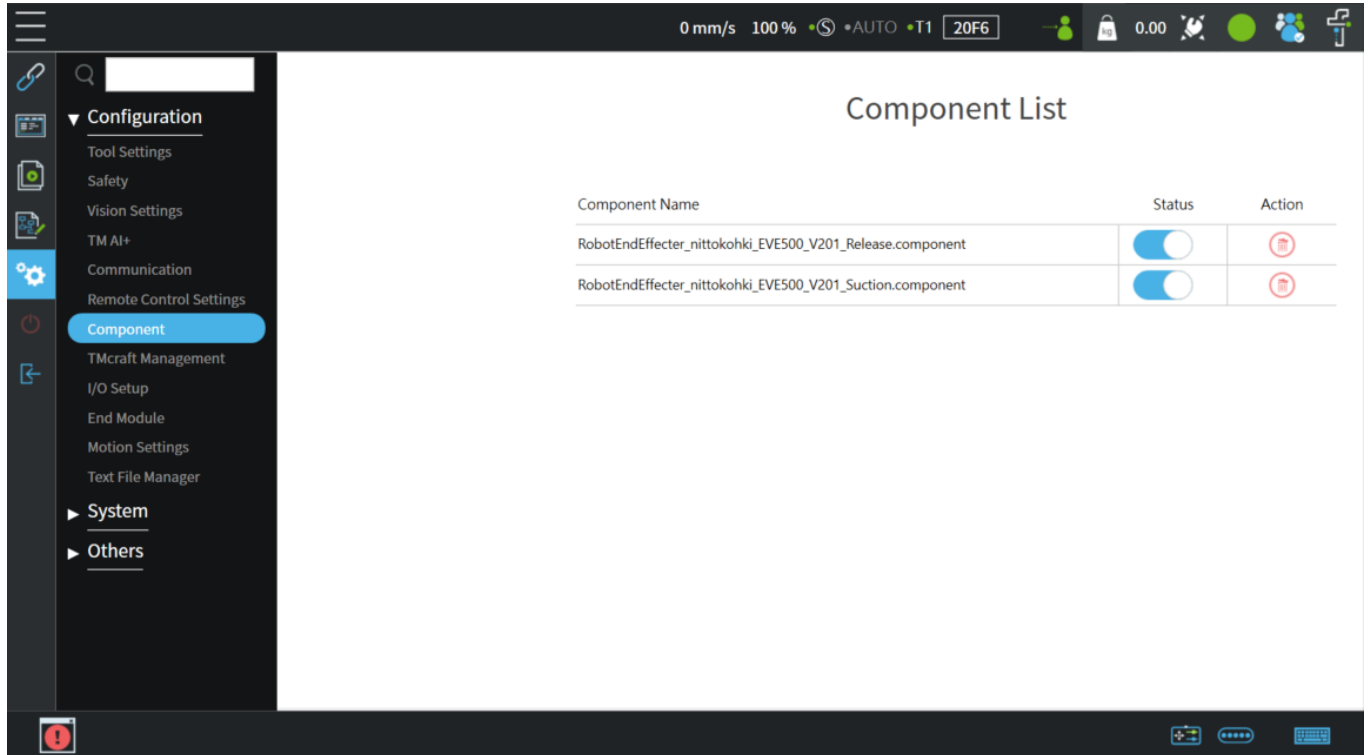 0 mm/s 100 % •Ⓢ •AUTO •T1 20F6 kg 0.00
Configuration
Tool Settings
Safety
Vision Settings
TM AI+
Communication
Remote Control Settings
Component
TMcraft Management
I/O Setup
End Module
Motion Settings
Text File Manager
System
Others
Component List
Component Name Status Action
RobotEndEffecter_nittokohki_EVE500_V201_Release.component
RobotEndEffecter_nittokohki_EVE500_V201_Suction.component